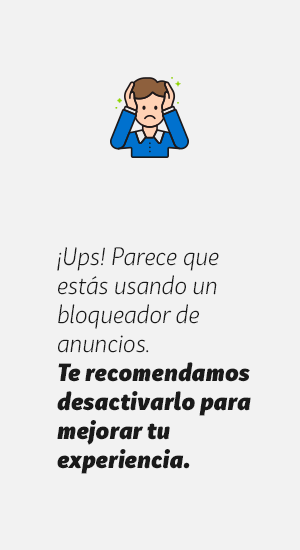 ¡Ups! Parece que
estás usando un
bloqueador de
anuncios.
Te recomendamos
desactivarlo para
mejorar tu
experiencia.